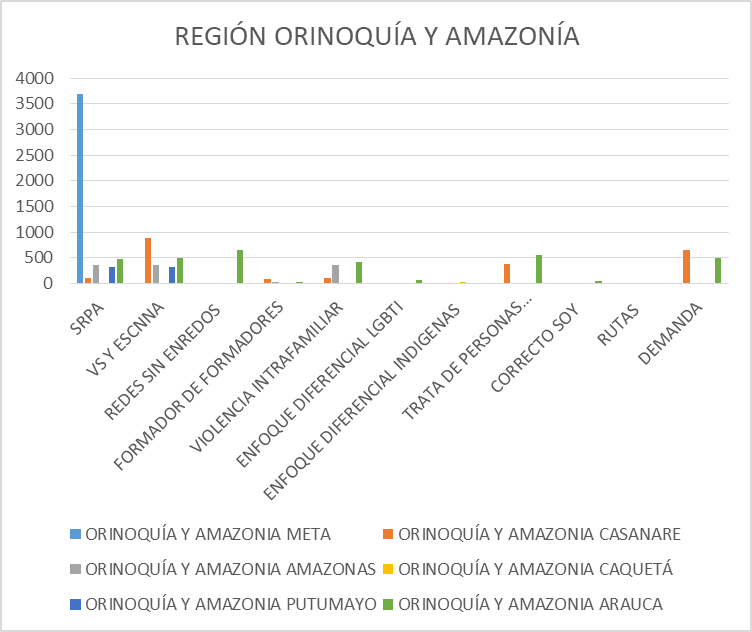 REGIÓN ORINOQUÍA Y AMAZONÍA
4000
3500
3000
2500
2000
1500
1000
500
0
SRPA
VS Y ESCNNA
REDES SIN ENREDOS
FORMADOR DE FORMADORES
VIOLENCIA INTRAFAMILIAR
ENFOQUE DIFERENCIAL LGBTI
ENFOQUE DIFERENCIAL INDIGENAS
TRATA DE PERSONAS...
CORRECTO SOY
RUTAS
DEMANDA
ORINOQUÍA Y AMAZONIA META
ORINOQUÍA Y AMAZONIA CASANARE
ORINOQUÍA Y AMAZONIA AMAZONAS
ORINOQUÍA Y AMAZONIA CAQUETÁ
ORINOQUÍA Y AMAZONIA PUTUMAYO
ORINOQUÍA Y AMAZONIA ARAUCA